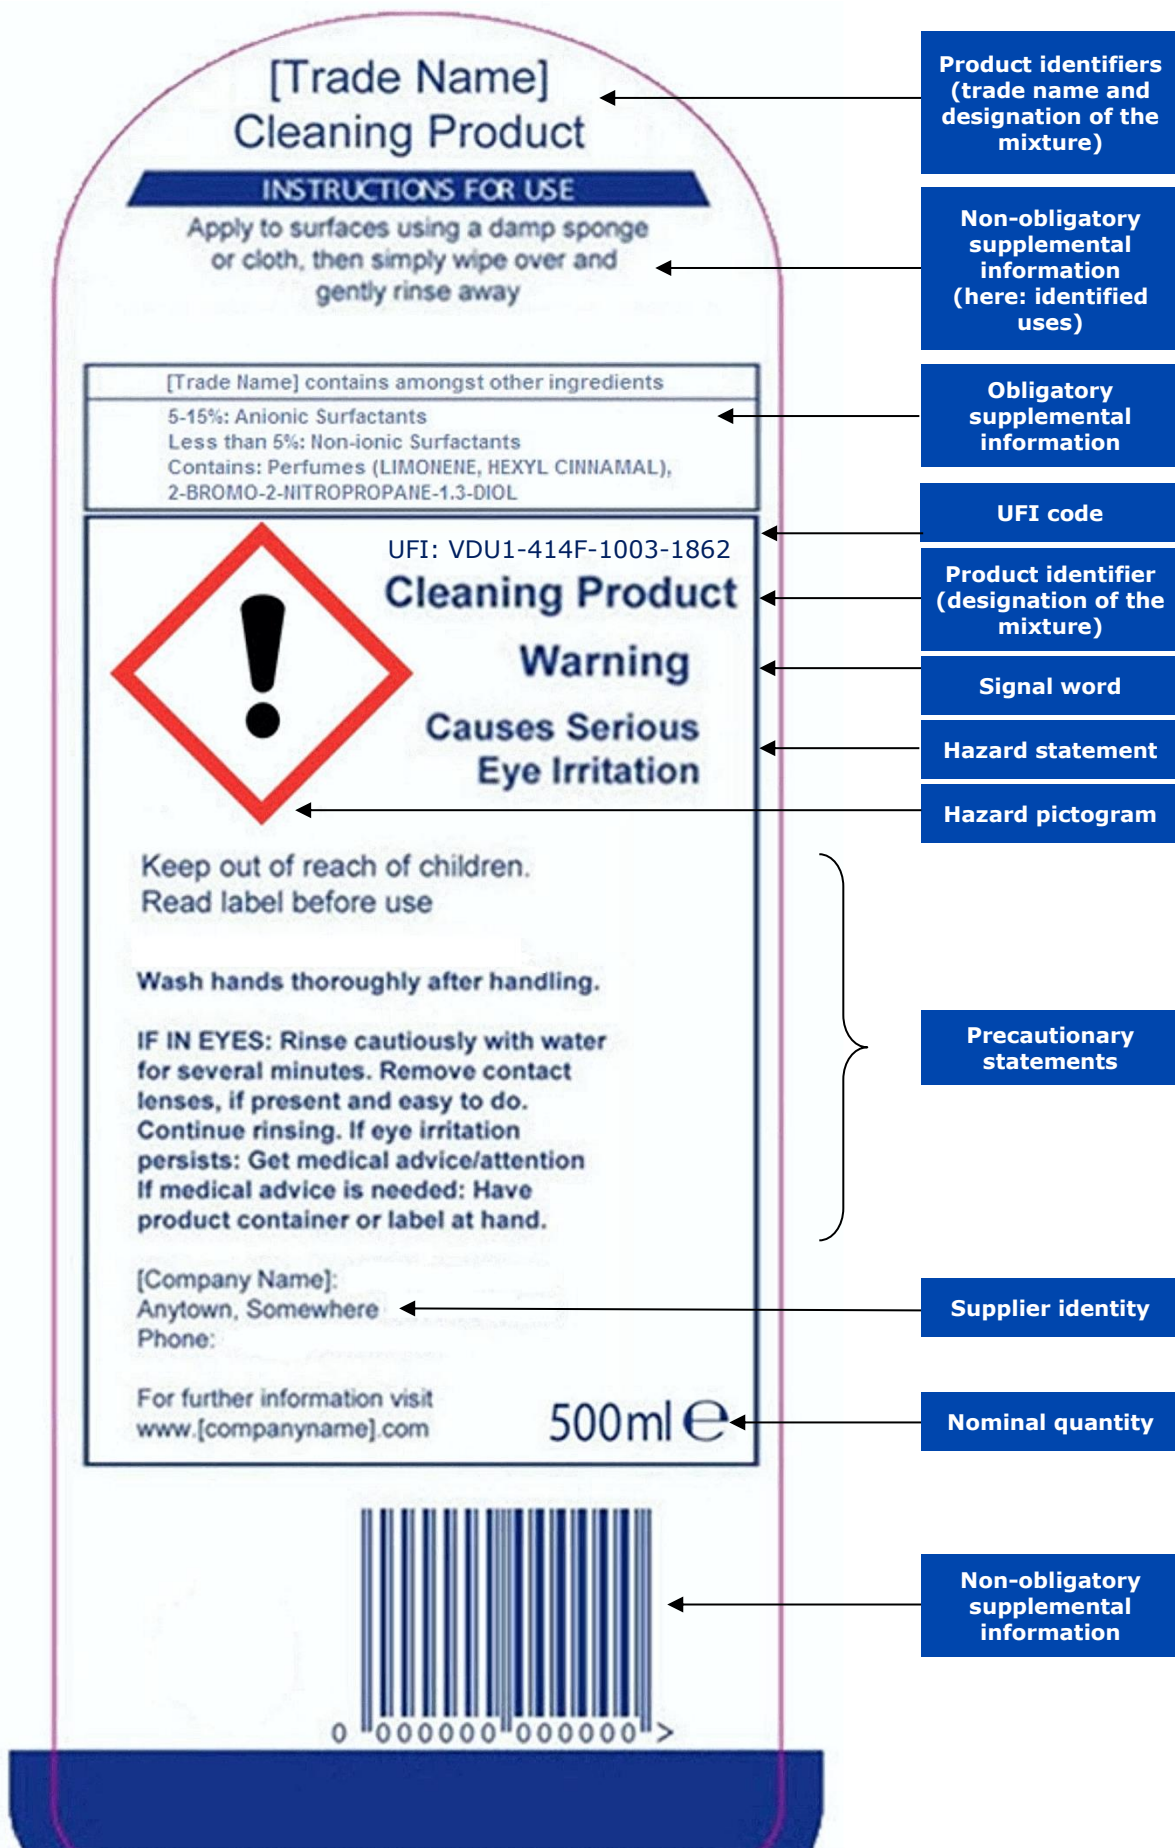 [Trade Name]
Cleaning Product
INSTRUCTIONS FOR USE
Apply to surfaces using a damp sponge
or cloth, then simply wipe over and
gently rinse away
[Trade Name] contains amongst other ingredients
5-15%: Anionic Surfactants
Less than 5%: Non-ionic Surfactants
Contains: Perfumes (LIMONENE, HEXYL CINNAMAL),
2-BROMO-2-NITROPROPANE-1.3-DIOL
UFI: VDU1-414F-1003-1862
Cleaning Product
Warning
Causes Serious
Eye Irritation
Keep out of reach of children.
Read label before use
Wash hands thoroughly after handling.
IF IN EYES: Rinse cautiously with water
for several minutes. Remove contact
lenses, if present and easy to do.
Continue rinsing. If eye irritation
persists: Get medical advice/attention
If medical advice is needed: Have
product container or label at hand.
[Company Name]:
Anytown, Somewhere
Phone:
For further information visit
www.[companyname].com
500ml ℮
0 000000 000000 >
Product identifiers
(trade name and
designation of the
mixture)
Non-obligatory
supplemental
information
(here: identified
uses)
Obligatory
supplemental
information
UFI code
Product identifier
(designation of the
mixture)
Signal word
Hazard statement
Hazard pictogram
Precautionary
statements
Supplier identity
Nominal quantity
Non-obligatory
supplemental
information